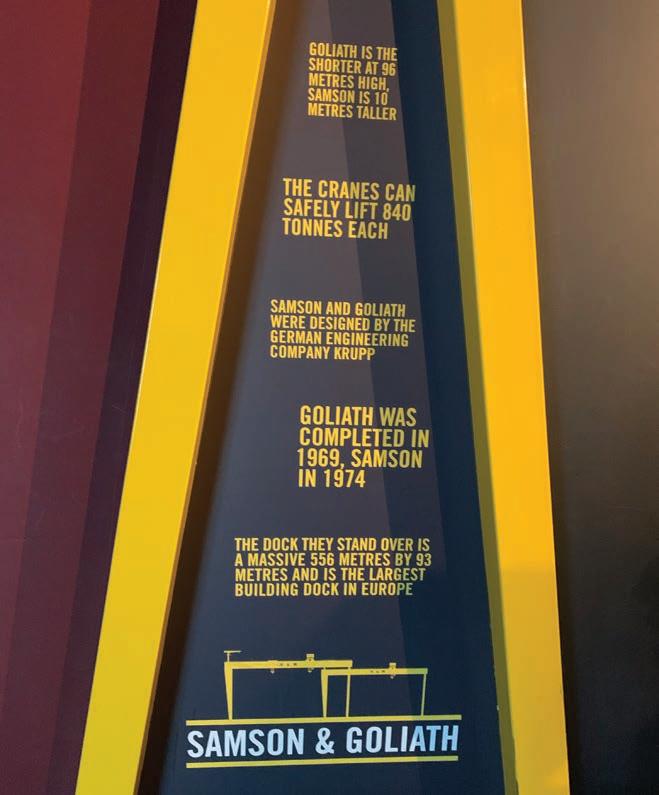 GOLIATH IS THE
SHORTER AT 96
METRES HIGH,
SAMSON IS 10
METRES TALLER
THE CRANES CAN
SAFELY LIFT 840
TONNES EACH
SAMSON AND GOLIATH
WERE DESIGNED BY THE
GERMAN ENGINEERING
COMPANY KRUPP
GOLIATH WAS
COMPLETED IN
1969, SAMSON
IN 1974
THE DOCK THEY STAND OVER IS
A MASSIVE 556 METRES BY 93
METRES AND IS THE LARGEST
BUILDING DOCK IN EUROPE
SAMSON & GOLIATH